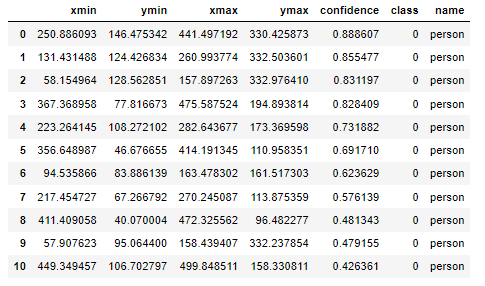 xmin ymin xmax ymax confidence class name
0 250.886093 146.475342 441.497192 330.425873 0.888607 0 person
1 131.431488 124.426834 260.993774 332.503601 0.855477 0 person
2 58.154964 128.562851 157.897263 332.976410 0.831197 0 person
3 367.368958 77.816673 475.587524 194.893814 0.828409 0 person
4 223.264145 108.272102 282.643677 173.369598 0.731882 0 person
5 356.648987 46.676655 414.191345 110.958351 0.691710 0 person
6 94.535866 83.886139 163.478302 161.517303 0.623629 0 person
7 217.454727 67.266792 270.245087 113.875359 0.576139 0 person
8 411.409058 40.070004 472.325562 96.482277 0.481343 0 person
9 57.907623 95.064400 158.439407 332.237854 0.479155 0 person
10 449.349457 106.702797 499.848511 158.330811 0.426361 0 person